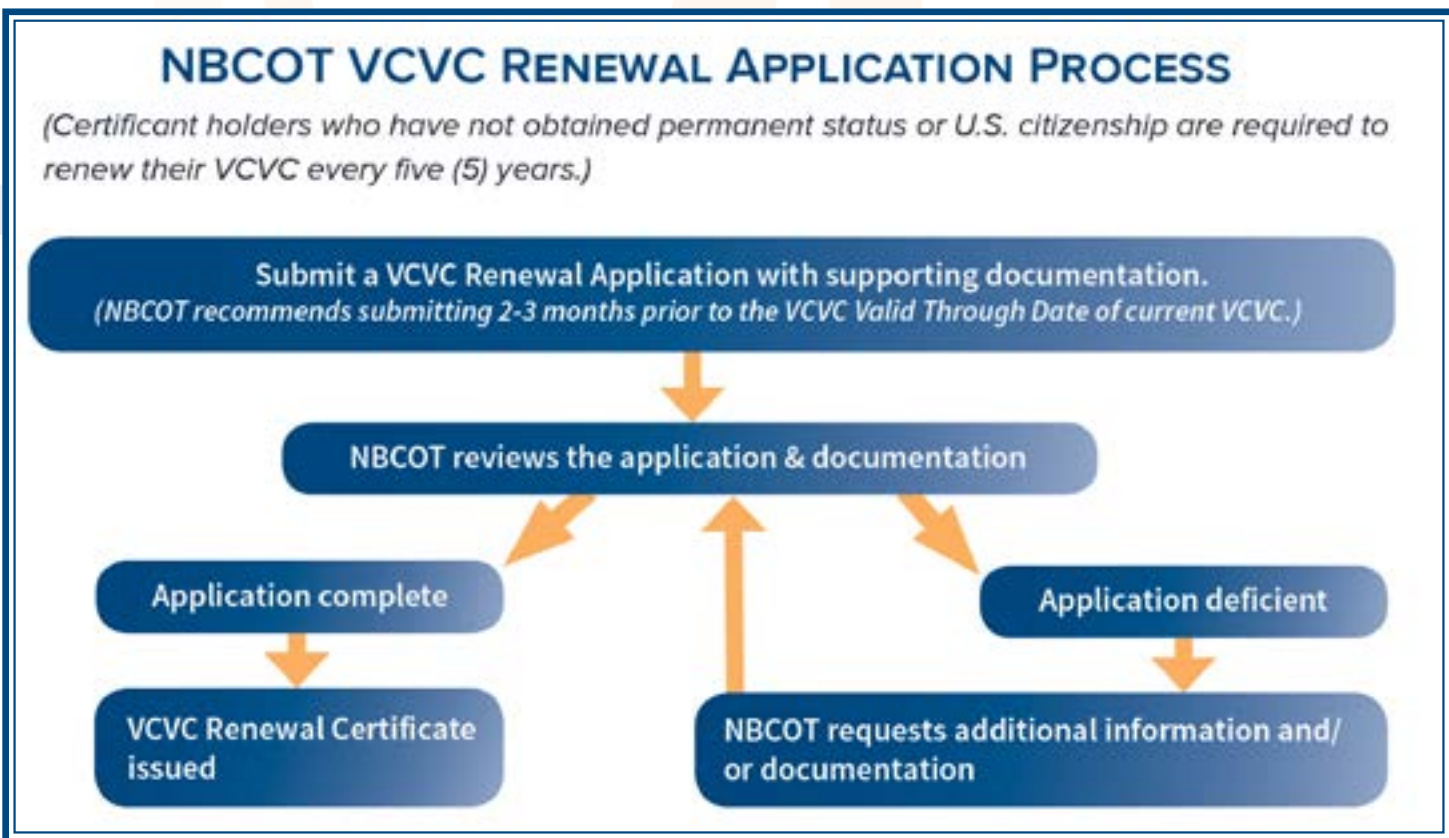 NBCOT VCVC RENEWAL APPLICATION PROCESS
(Certificant holders who have not obtained permanent status or U.S. citizenship are required to
renew their VCVC every five (5) years.)
Submit a VCVC Renewal Application with supporting documentation.
(NBCOT recommends submitting 2-3 months prior to the VCVC Valid Through Date of current VCVC.)
NBCOT reviews the application & documentation
Application complete
Application deficient
VCVC Renewal Certificate
issued
NBCOT requests additional information and/
or documentation